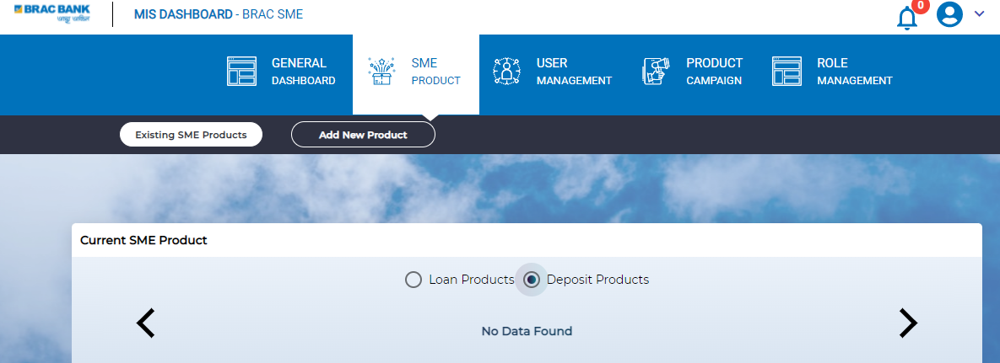 BRAC BANK
আস্থা অবিচল
MIS DASHBOARD - BRAC SME
0
GENERAL
DASHBOARD
SME
PRODUCT
USER
MANAGEMENT
PRODUCT
CAMPAIGN
ROLE
MANAGEMENT
Existing SME Products
Add New Product
Current SME Product
Loan Products
Deposit Products
No Data Found